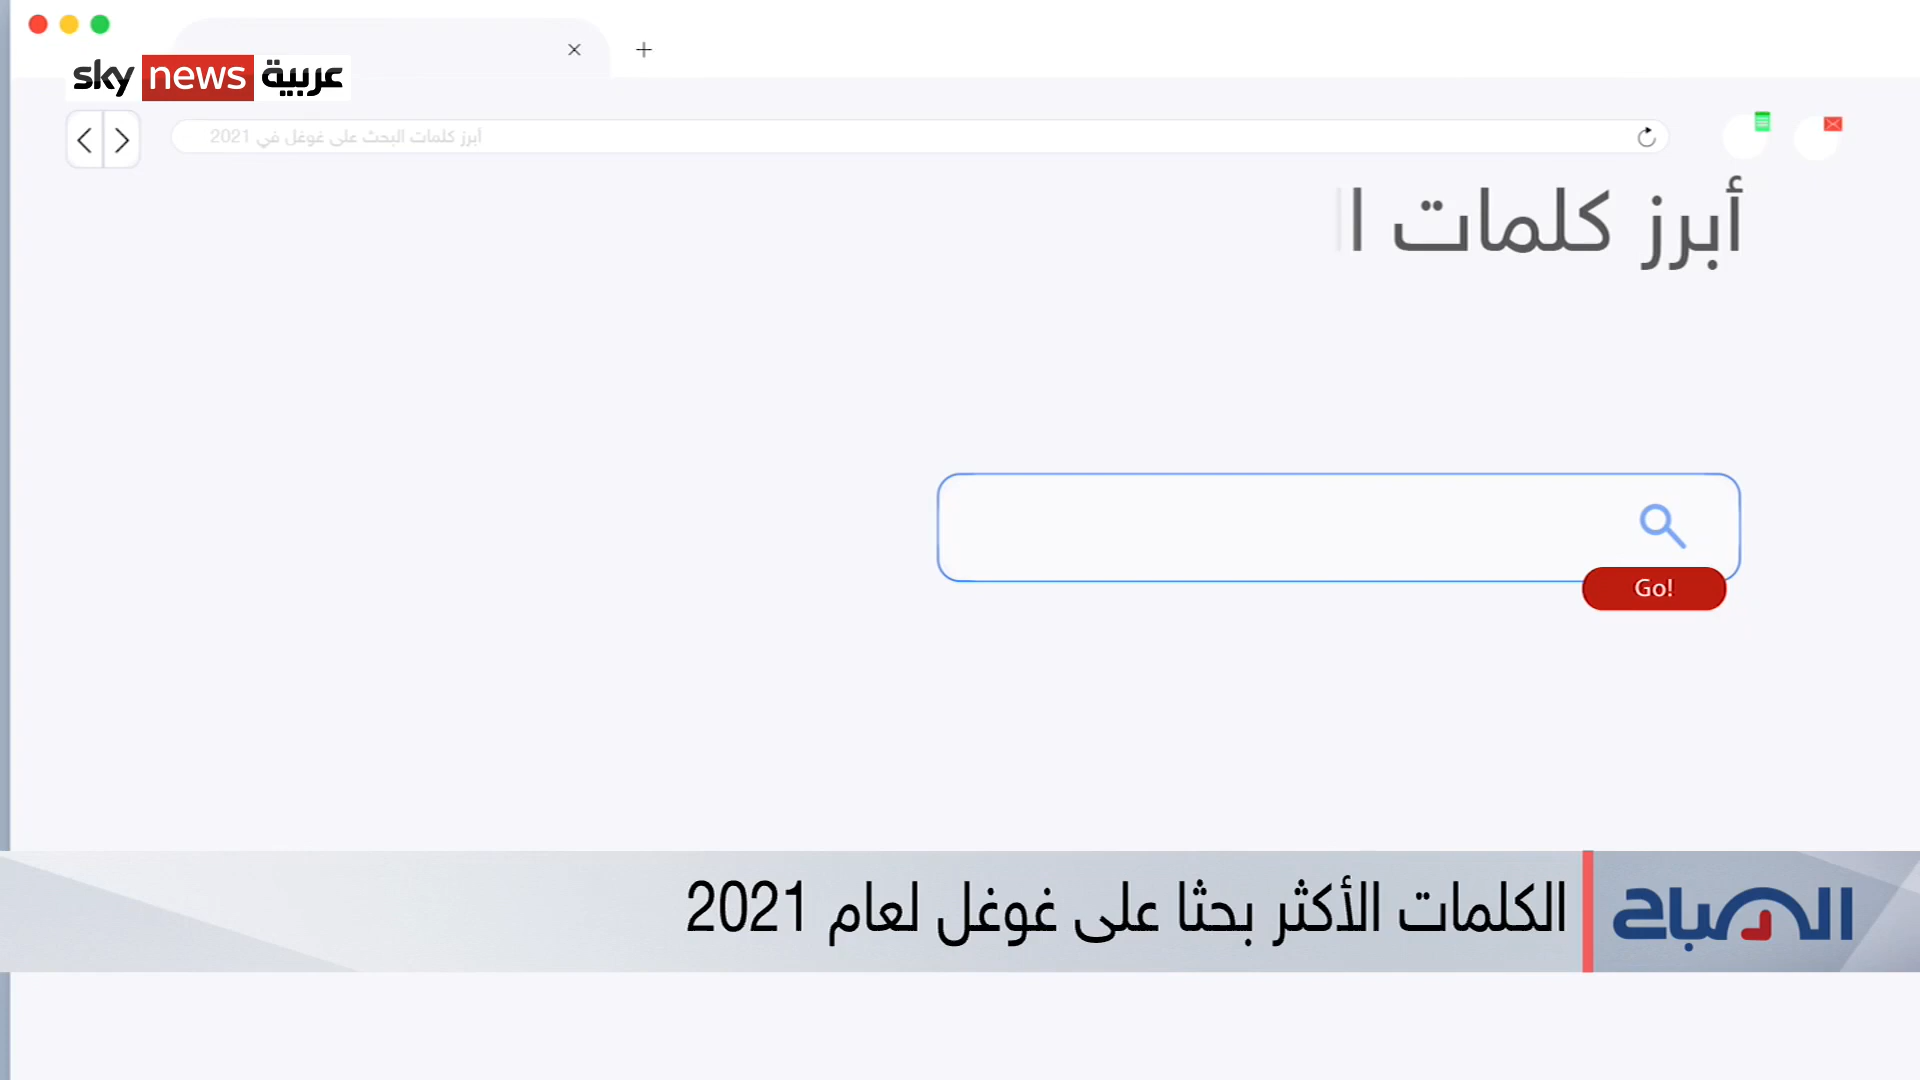 sky news عربية
أبرز كلمات البحث على غوغل في 2021
أبرز كلمات ا
Go!
الكلمات الأكثر بحثا على غوغل لعام 2021
الصباح